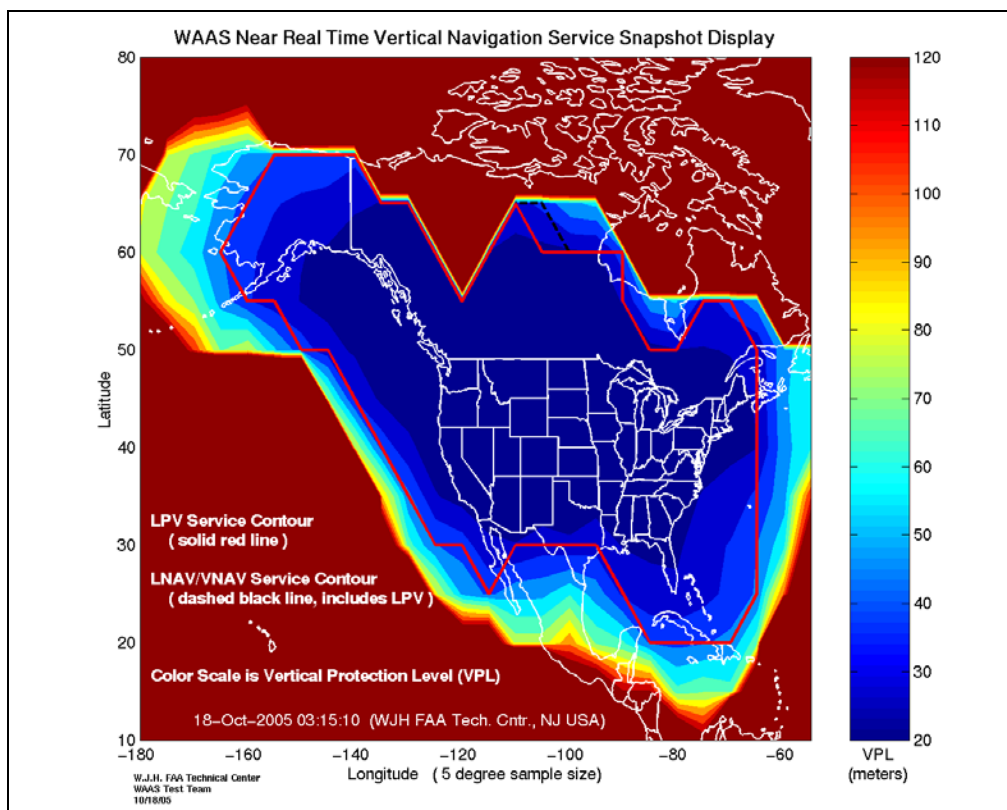 WAAS Near Real Time Vertical Navigation Service Snapshot Display
80
70
60
50
40
30
20
10
Latitude
-180
-160
-140
-120
-100
-80
-60
Longitude ( 5 degree sample size)
LPV Service Contour
( solid red line )
LNAV/VNAV Service Contour
( dashed black line, includes LPV )
Color Scale is Vertical Protection Level (VPL)
18-Oct-2005 03:15:10 (WJH FAA Tech. Cntr., NJ USA)
120
110
100
90
80
70
60
50
40
30
20
VPL
(meters)
W.J.H. FAA Technical Center
WAAS Test Team
10/18/05